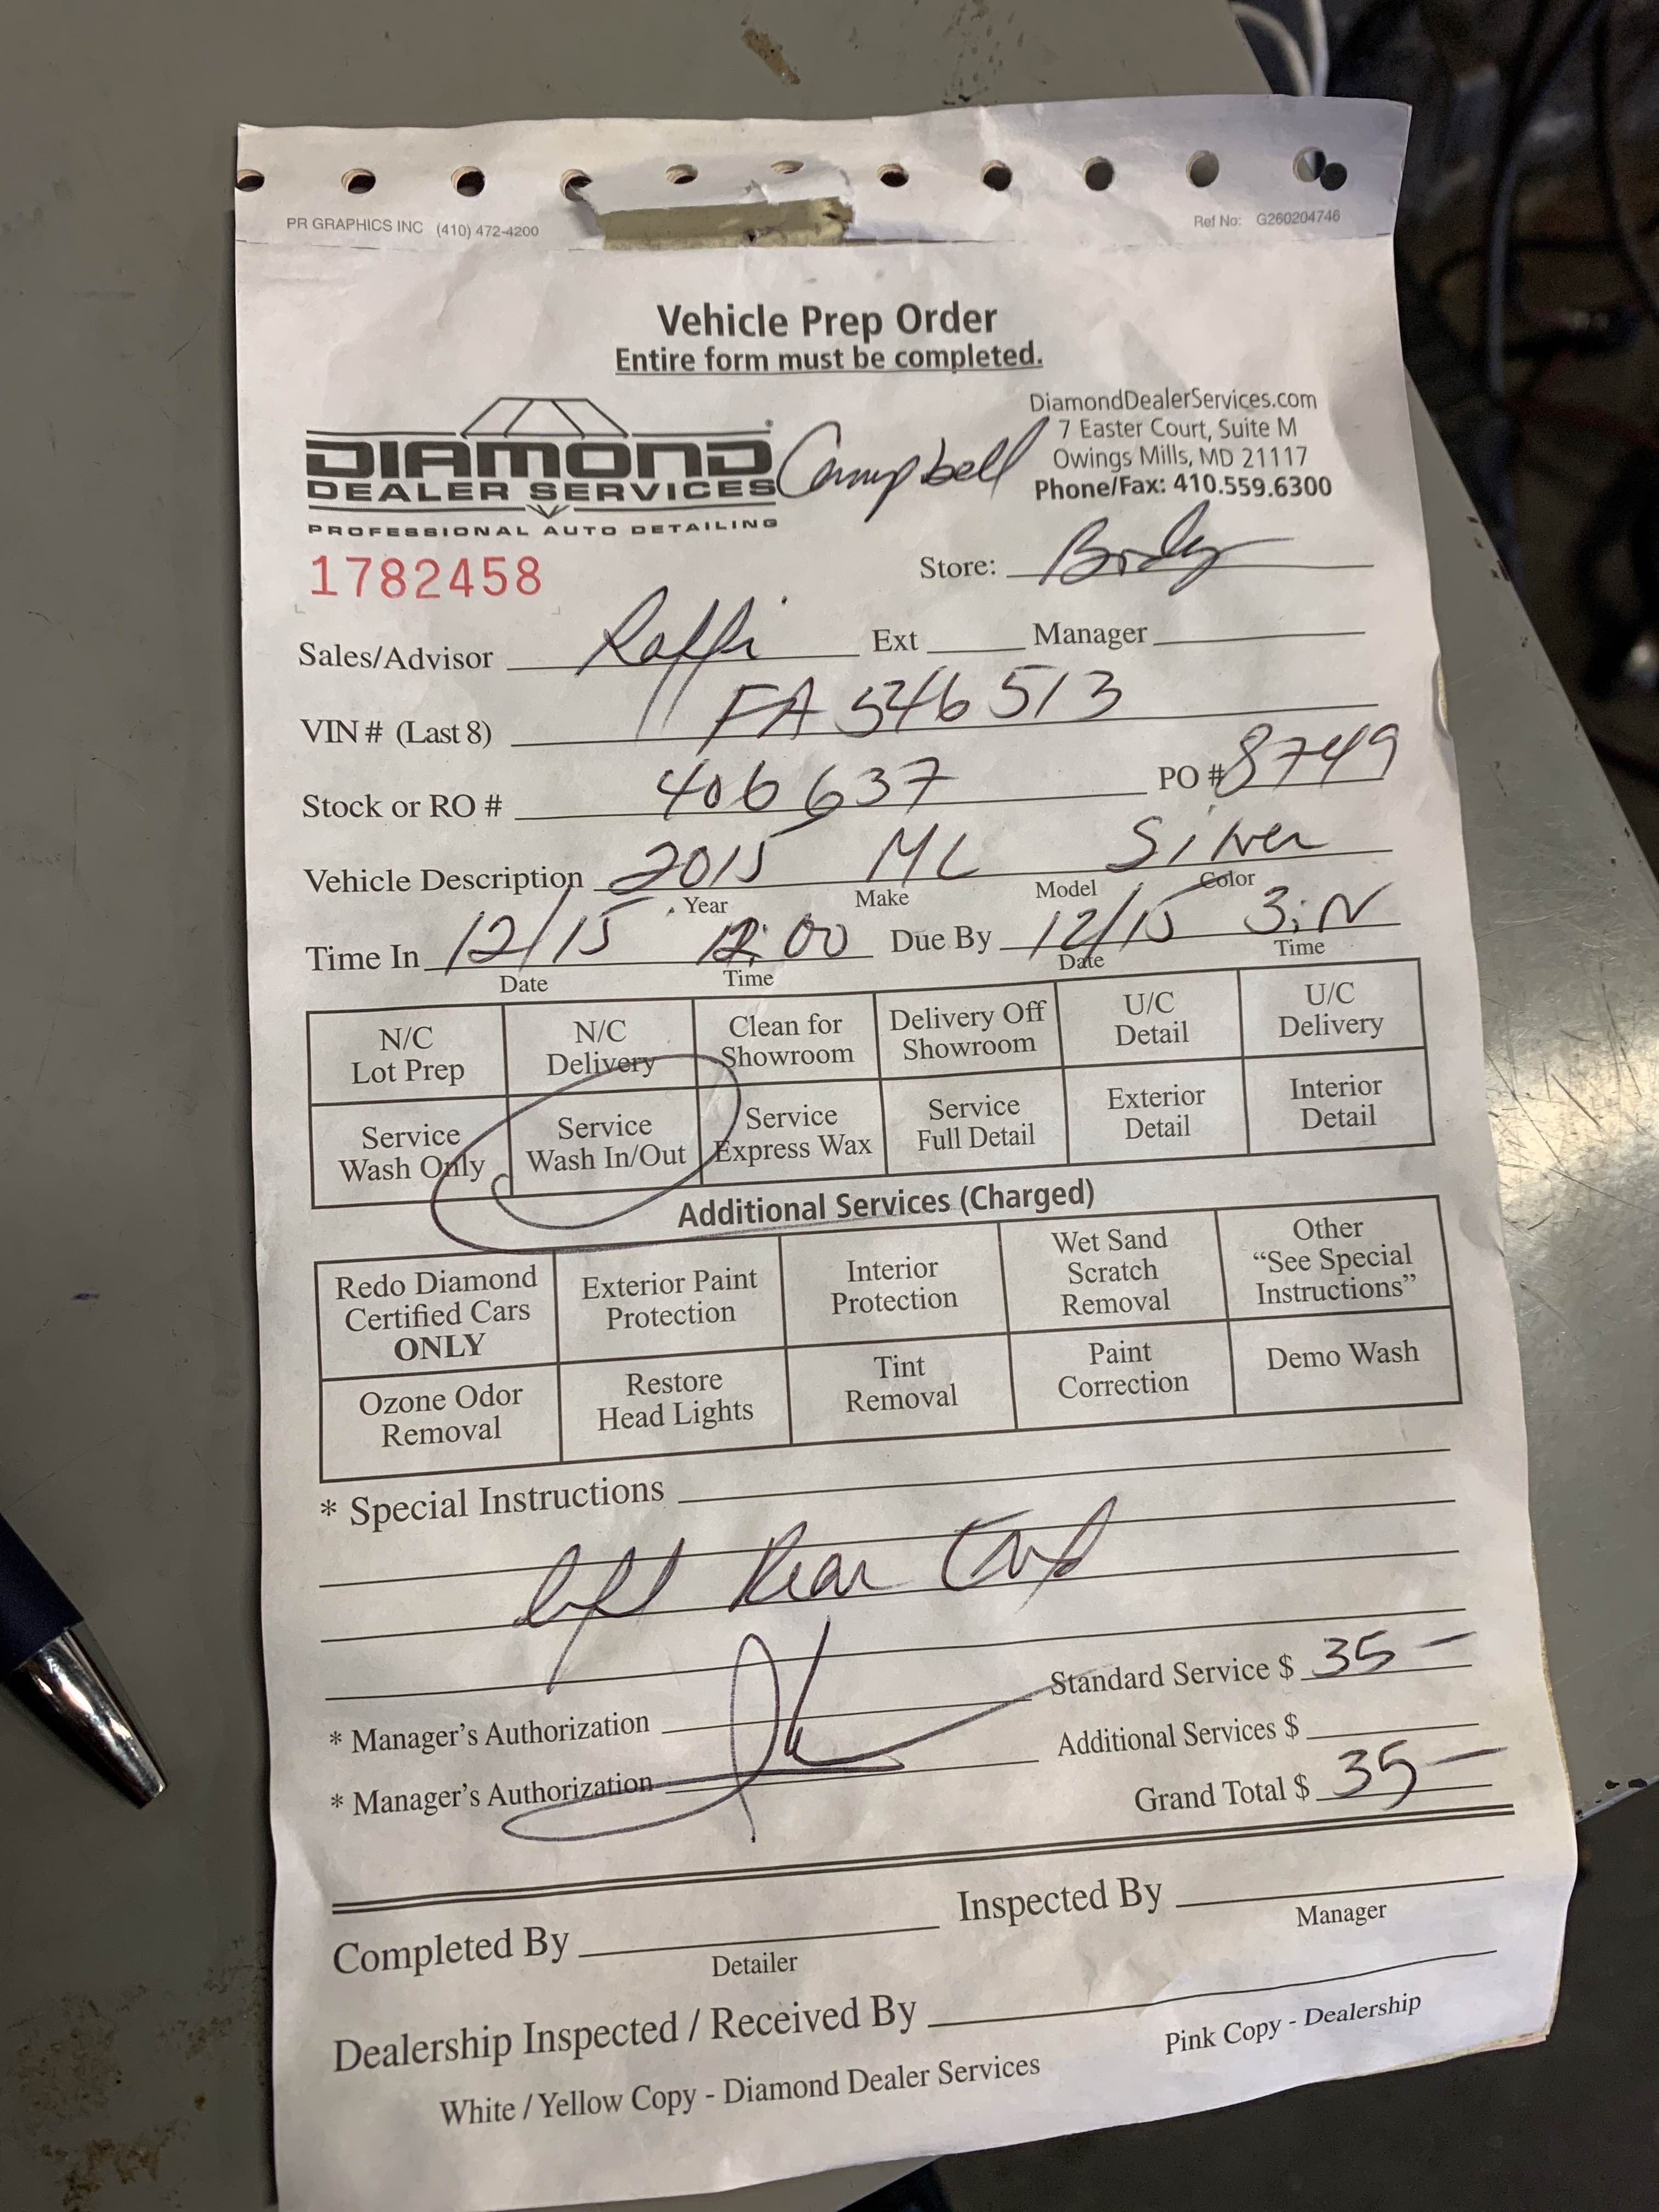 PR GRAPHICS INC (410) 472-4200 Ref No: G260204746
Vehicle Prep Order
Entire form must be completed.
DIAMOND
DEALER SERVICES
PROFESSIONAL AUTO DETAILING
Campbell
DiamondDealerServices.com
7 Easter Court, Suite M
Owings Mills, MD 21117
Phone/Fax: 410.559.6300
1782458
Store: Body
Sales/Advisor Raffi Ext Manager
VIN # (Last 8) FA546513
Stock or RO # 406637 PO # 8749
Vehicle Description 2015 ML Silver
Year Make Model Color
Time In 12/15 12:00 Due By 12/15
Date Time Date Time
N/C Lot Prep
N/C Delivery
Clean for Showroom
Delivery Off Showroom
U/C Detail
U/C Delivery
Service Wash Only
Service Wash In/Out
Service Express Wax
Service Full Detail
Exterior Detail
Interior Detail
Additional Services (Charged)
Redo Diamond Certified Cars ONLY
Exterior Paint Protection
Interior Protection
Wet Sand Scratch Removal
Other "See Special Instructions"
Ozone Odor Removal
Restore Head Lights
Tint Removal
Paint Correction
Demo Wash
* Special Instructions
left Rear
* Manager's Authorization Standard Service $ 35 —
Additional Services $
* Manager's Authorization
Grand Total $ 35 —
Completed By Inspected By
Detailer Manager
Dealership Inspected / Received By
White / Yellow Copy - Diamond Dealer Services Pink Copy - Dealership